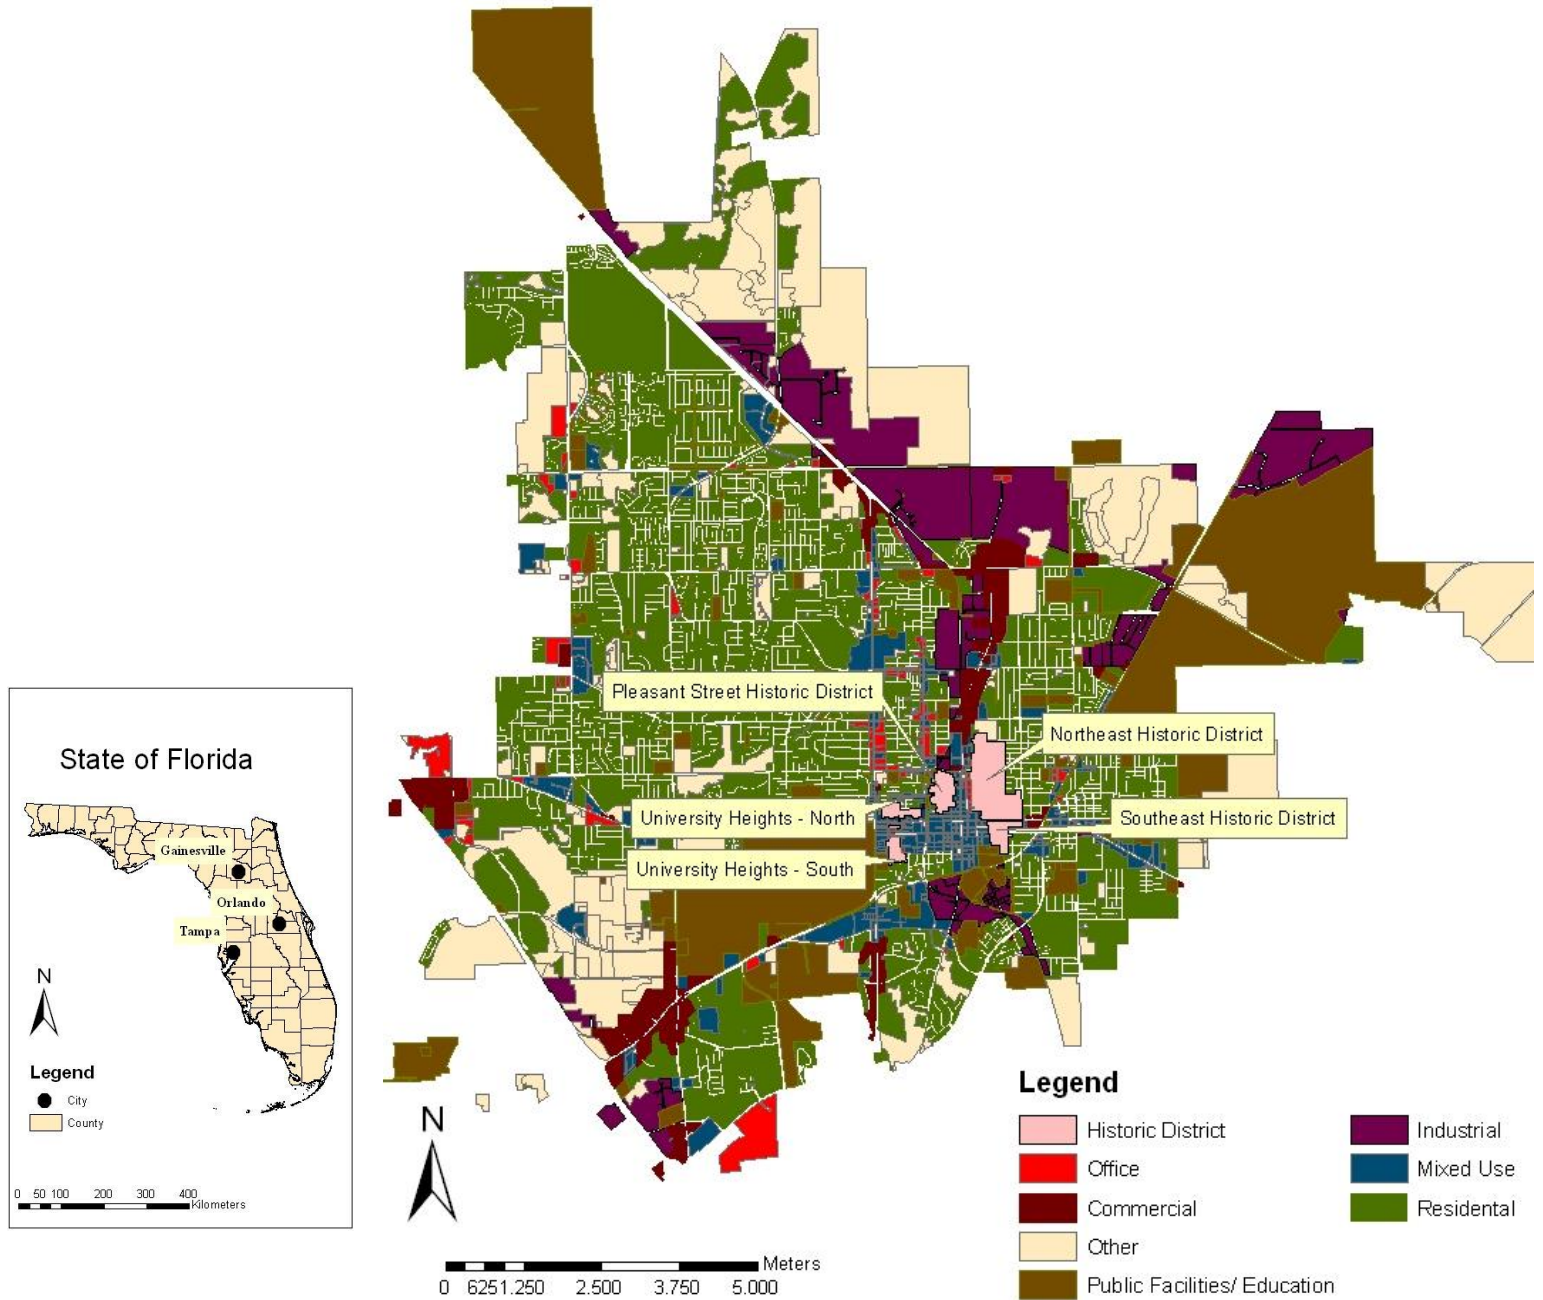 Pleasant Street Historic District
Northeast Historic District
University Heights - North
Southeast Historic District
University Heights - South
State of Florida
Gainesville
Orlando
Tampa
N
Legend
City
County
0 50 100 200 300 400
Kilometers
N
Meters
0 625 1.250 2.500 3.750 5.000
Legend
Historic District
Office
Commercial
Other
Public Facilities/ Education
Industrial
Mixed Use
Residental